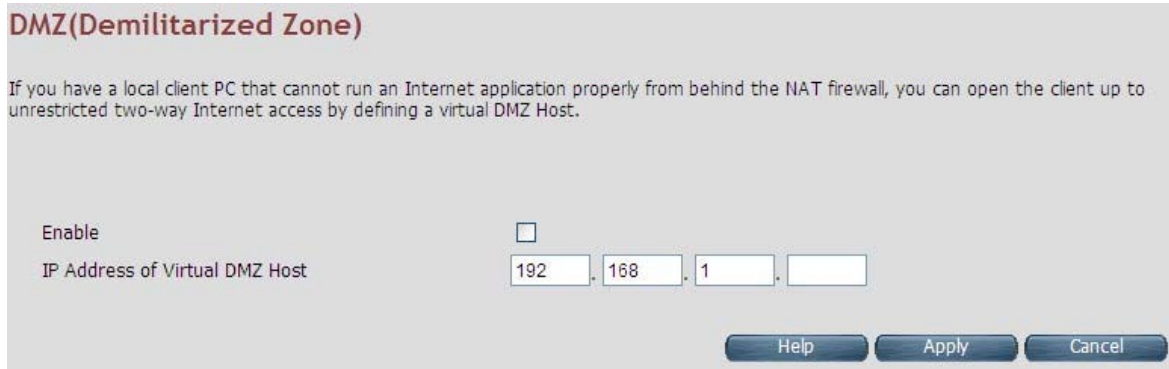 DMZ(Demilitarized Zone)
If you have a local client PC that cannot run an Internet application properly from behind the NAT firewall, you can open the client up to
unrestricted two-way Internet access by defining a virtual DMZ Host.
Enable
IP Address of Virtual DMZ Host 192 . 168 . 1 .
Help Apply Cancel